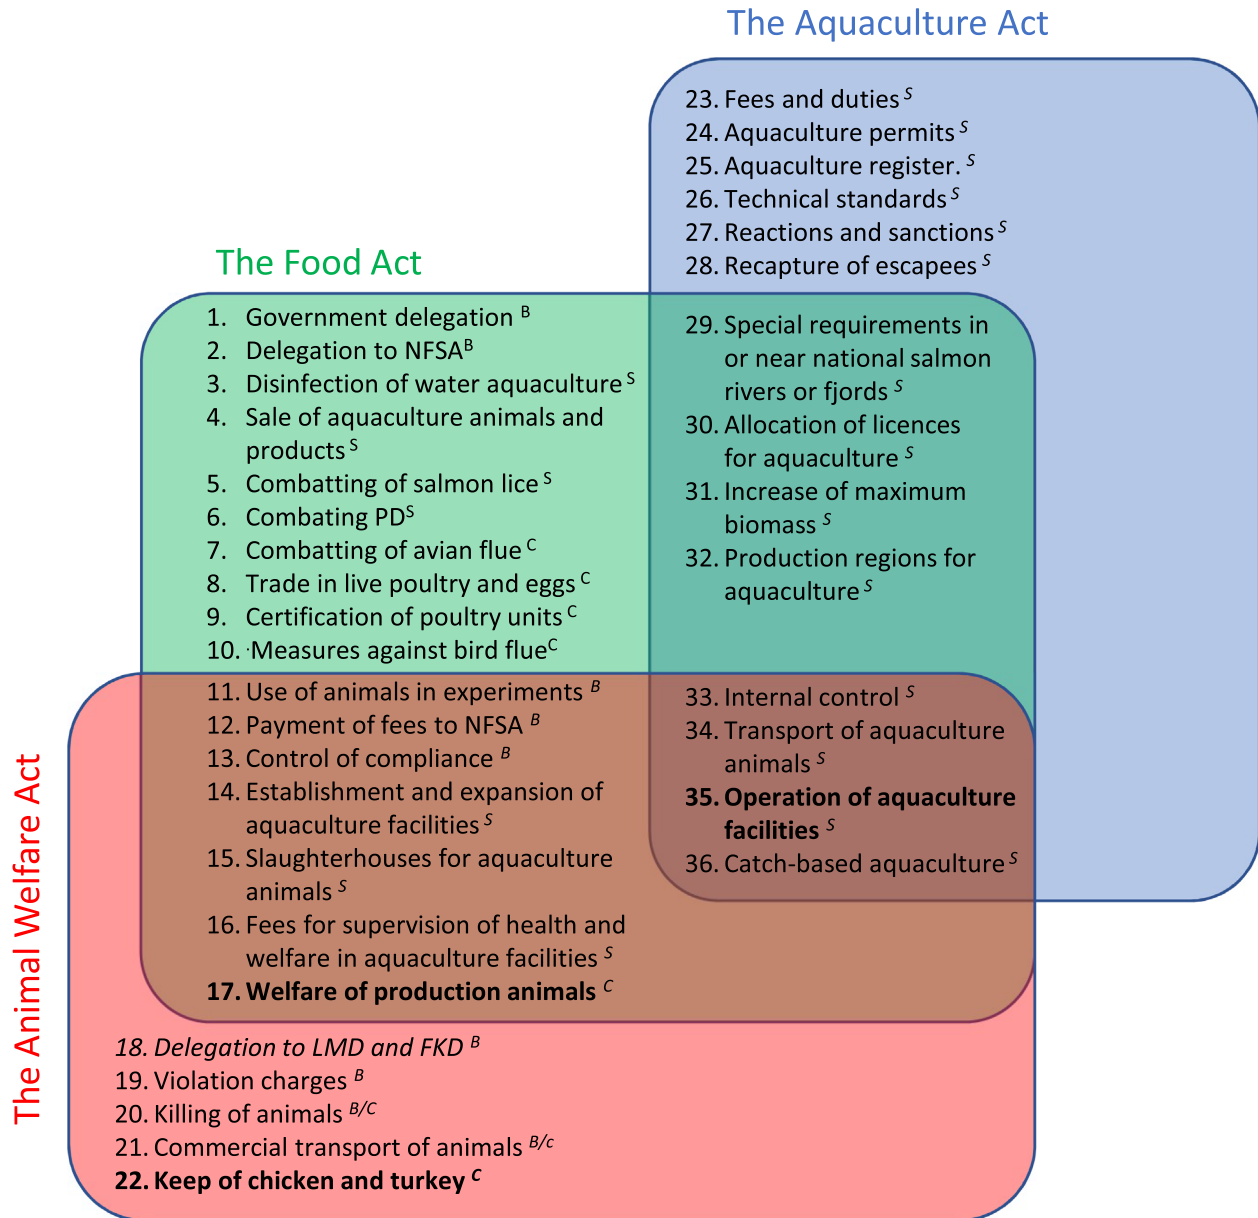 The Aquaculture Act
23. Fees and duties S
24. Aquaculture permits S
25. Aquaculture register. S
26. Technical standards S
27. Reactions and sanctions S
28. Recapture of escapees S
The Food Act
1. Government delegation B
2. Delegation to NFSA B
3. Disinfection of water aquaculture S
4. Sale of aquaculture animals and
products S
5. Combatting of salmon lice S
6. Combating PD S
7. Combatting of avian flue C
8. Trade in live poultry and eggs C
9. Certification of poultry units C
10. .Measures against bird flue C
29. Special requirements in
or near national salmon
rivers or fjords S
30. Allocation of licences
for aquaculture S
31. Increase of maximum
biomass S
32. Production regions for
aquaculture S
The Animal Welfare Act
11. Use of animals in experiments B
12. Payment of fees to NFSA B
13. Control of compliance B
14. Establishment and expansion of
aquaculture facilities S
15. Slaughterhouses for aquaculture
animals S
16. Fees for supervision of health and
welfare in aquaculture facilities S
17. Welfare of production animals C
33. Internal control S
34. Transport of aquaculture
animals S
35. Operation of aquaculture
facilities S
36. Catch-based aquaculture S
18. Delegation to LMD and FKD B
19. Violation charges B
20. Killing of animals B/C
21. Commercial transport of animals B/c
22. Keep of chicken and turkey C